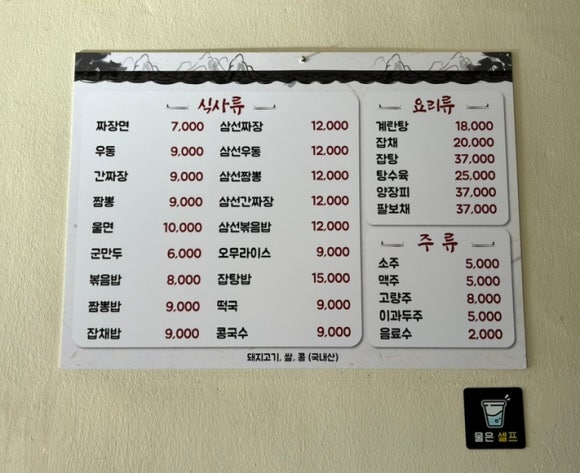 식사류
짜장면 7,000 삼선짜장 12,000
우동 9,000 삼선우동 12,000
간짜장 9,000 삼선짬뽕 12,000
짬뽕 9,000 삼선간짜장 12,000
울면 10,000 삼선볶음밥 12,000
군만두 6,000 오무라이스 9,000
볶음밥 8,000 잡탕밥 15,000
짬뽕밥 9,000 떡국 9,000
잡채밥 9,000 콩국수 9,000
요리류
계란탕 18,000
잡채 20,000
잡탕 37,000
탕수육 25,000
양장피 37,000
팔보채 37,000
주 류
소주 5,000
맥주 5,000
고량주 8,000
이과두주 5,000
음료수 2,000
돼지고기, 쌀, 콩 (국내산)
물은 셀프